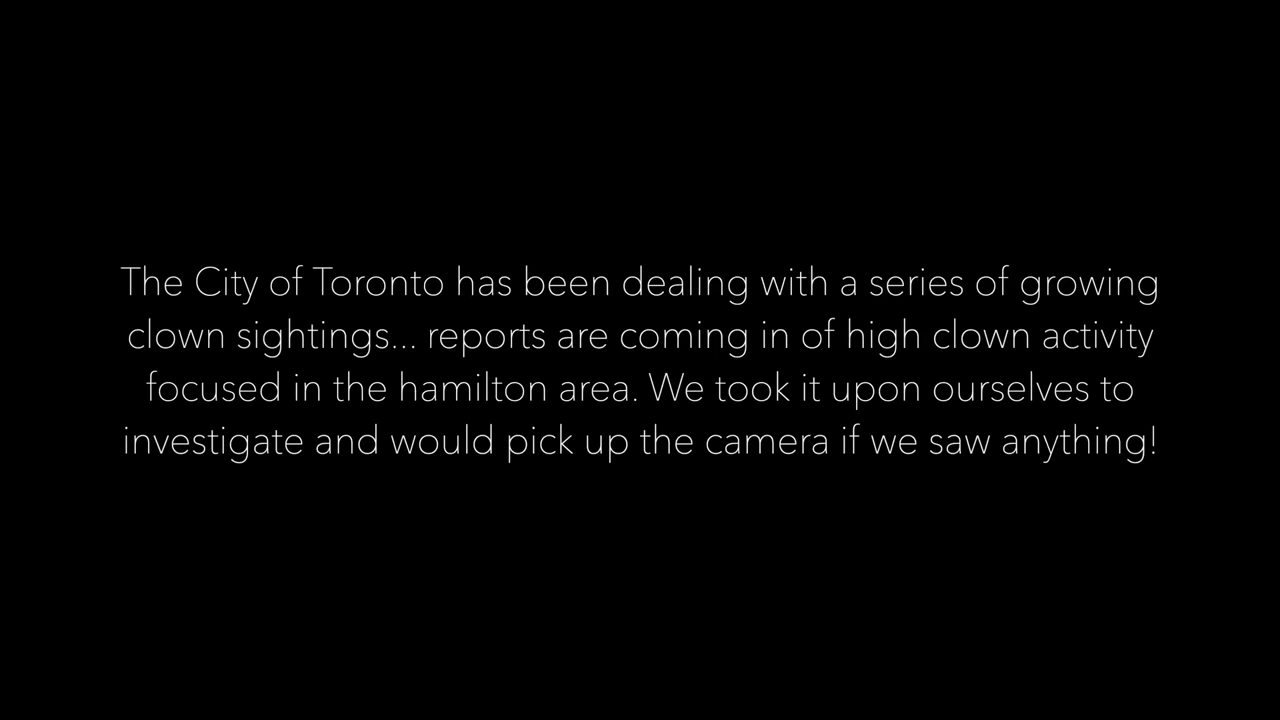 The City of Toronto has been dealing with a series of growing
clown sightings... reports are coming in of high clown activity
focused in the hamilton area. We took it upon ourselves to
investigate and would pick up the camera if we saw anything!